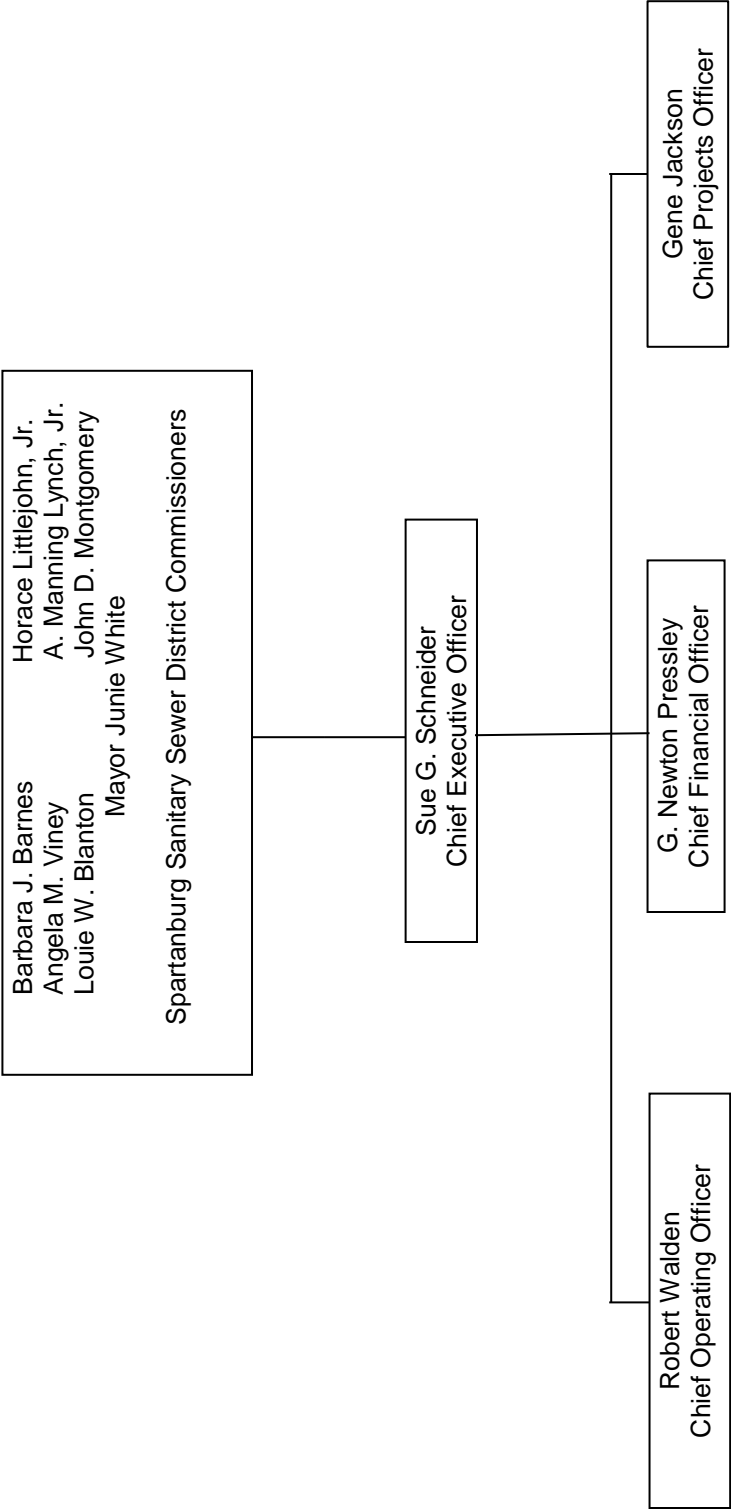 Barbara J. Barnes Horace Littlejohn, Jr.
Angela M. Viney A. Manning Lynch, Jr.
Louie W. Blanton John D. Montgomery
Mayor Junie White
Spartanburg Sanitary Sewer District Commissioners
Sue G. Schneider
Chief Executive Officer
Robert Walden
Chief Operating Officer
G. Newton Pressley
Chief Financial Officer
Gene Jackson
Chief Projects Officer